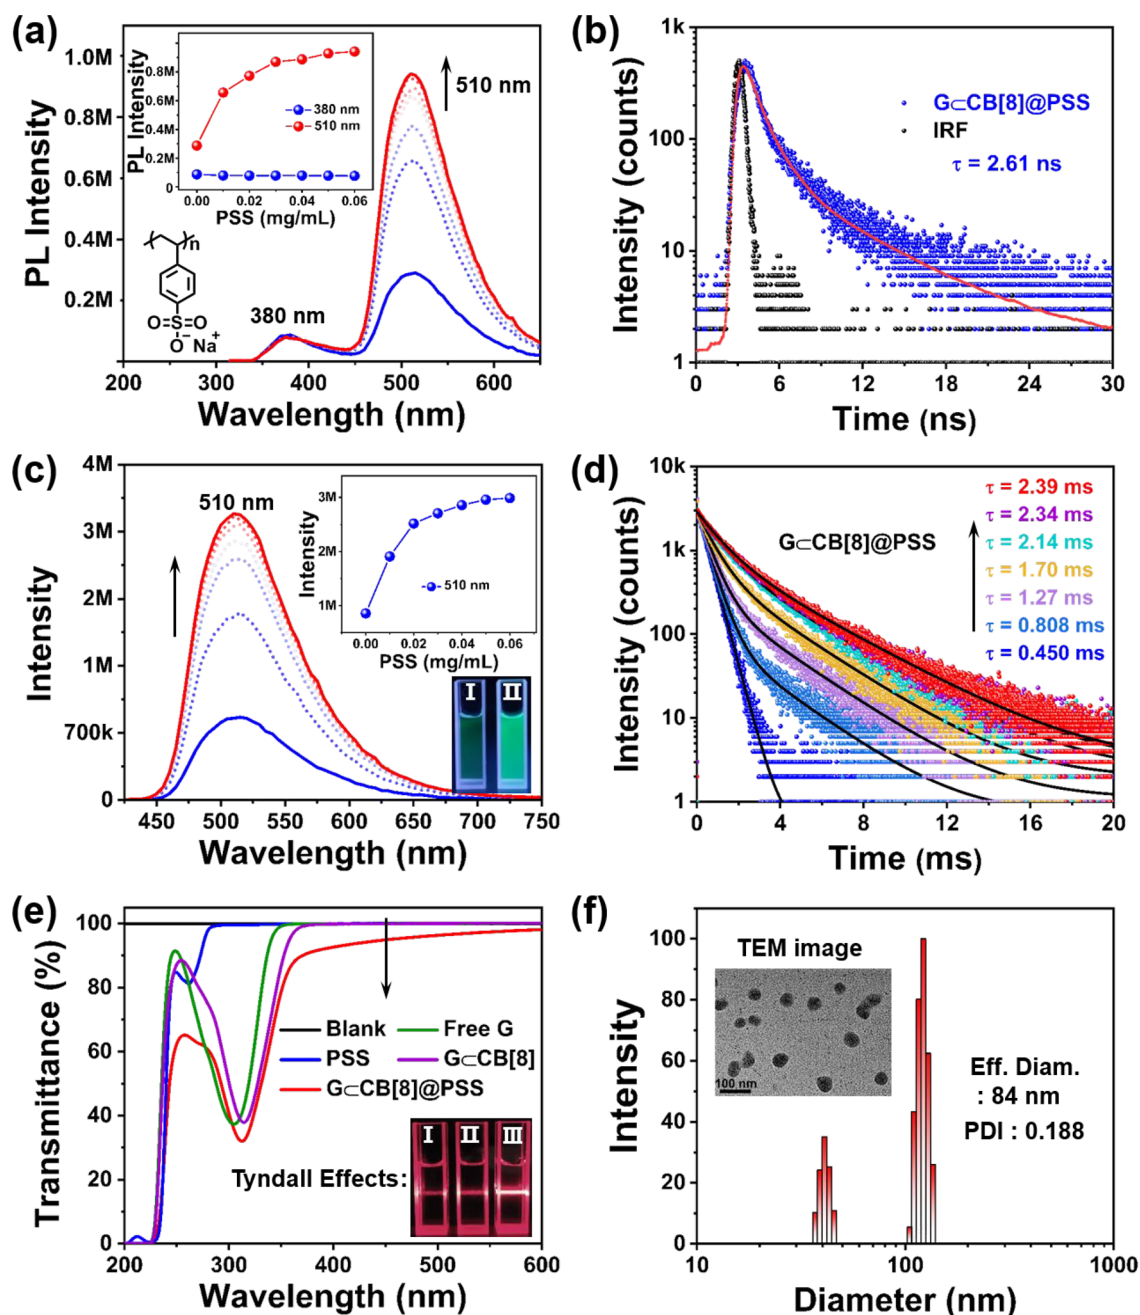 (a)
1.0M
0.8M
0.6M
0.4M
0.2M
PL Intensity
200 300 400 500 600
Wavelength (nm)
380 nm
510 nm
0.8M
0.6M
0.4M
0.2M
0
PL Intensity
0.00 0.02 0.04 0.06
PSS (mg/mL)
380 nm
510 nm
n
O=S=O
O⁻ Na⁺
(b)
1k
100
10
1
Intensity (counts)
0 6 12 18 24 30
Time (ns)
G⊂CB[8]@PSS
IRF
τ = 2.61 ns
(c)
4M
3M
2M
1M
700k
0
Intensity
450 500 550 600 650 700 750
Wavelength (nm)
510 nm
3M
2M
1M
Intensity
0.00 0.02 0.04 0.06
PSS (mg/mL)
510 nm
I II
(d)
10k
1k
100
10
1
Intensity (counts)
0 4 8 12 16 20
Time (ms)
G⊂CB[8]@PSS
τ = 2.39 ms
τ = 2.34 ms
τ = 2.14 ms
τ = 1.70 ms
τ = 1.27 ms
τ = 0.808 ms
τ = 0.450 ms
(e)
100
80
60
40
20
0
Transmittance (%)
200 250 300 350 400 450 500 550 600
Wavelength (nm)
Blank Free G
PSS G⊂CB[8]
G⊂CB[8]@PSS
Tyndall Effects:
I II III
(f)
100
80
60
40
20
0
Intensity
10 100 1000
Diameter (nm)
TEM image
100 nm
Eff. Diam.
: 84 nm
PDI : 0.188